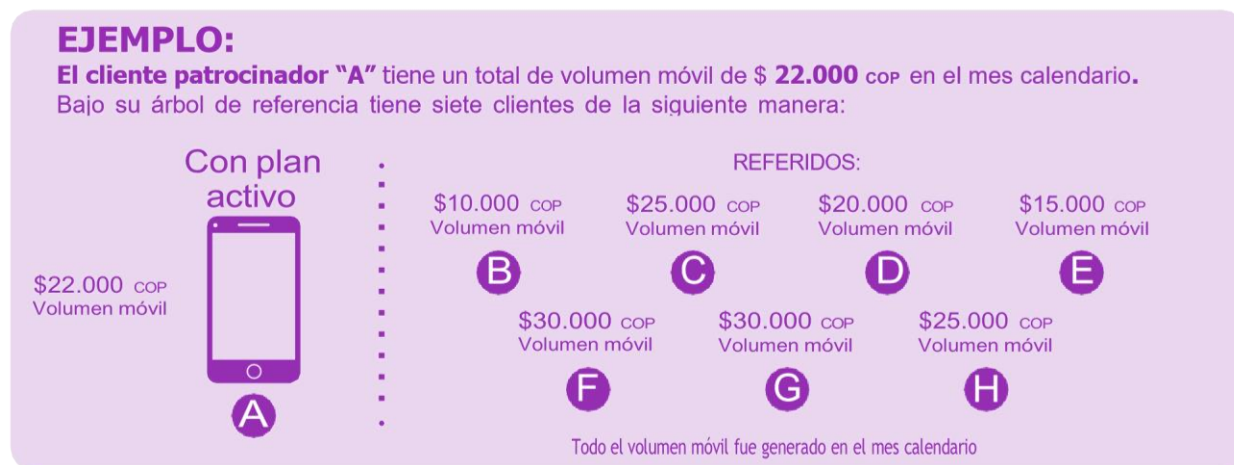 EJEMPLO:
El cliente patrocinador “A” tiene un total de volumen móvil de $ 22.000 COP en el mes calendario.
Bajo su árbol de referencia tiene siete clientes de la siguiente manera:
Con plan
activo
$22.000 COP
Volumen móvil
A
REFERIDOS:
$10.000 COP
Volumen móvil
B
$25.000 COP
Volumen móvil
C
$20.000 COP
Volumen móvil
D
$15.000 COP
Volumen móvil
E
$30.000 COP
Volumen móvil
F
$30.000 COP
Volumen móvil
G
$25.000 COP
Volumen móvil
H
Todo el volumen móvil fue generado en el mes calendario